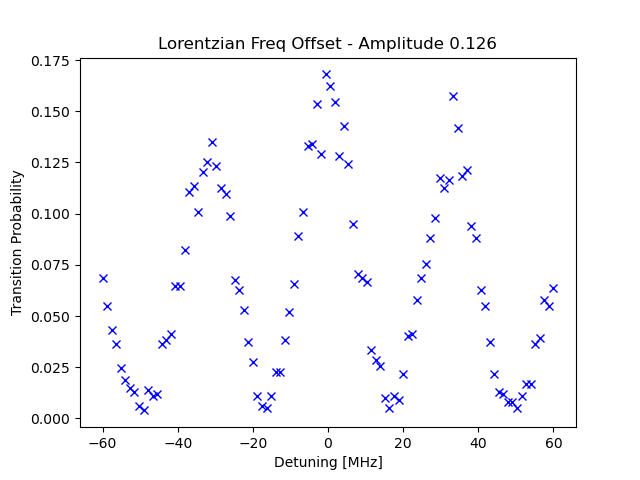 Lorentzian Freq Offset - Amplitude 0.126
0.175
0.150
0.125
0.100
0.075
0.050
0.025
0.000
Transition Probability
−60 −40 −20 0 20 40 60
Detuning [MHz]